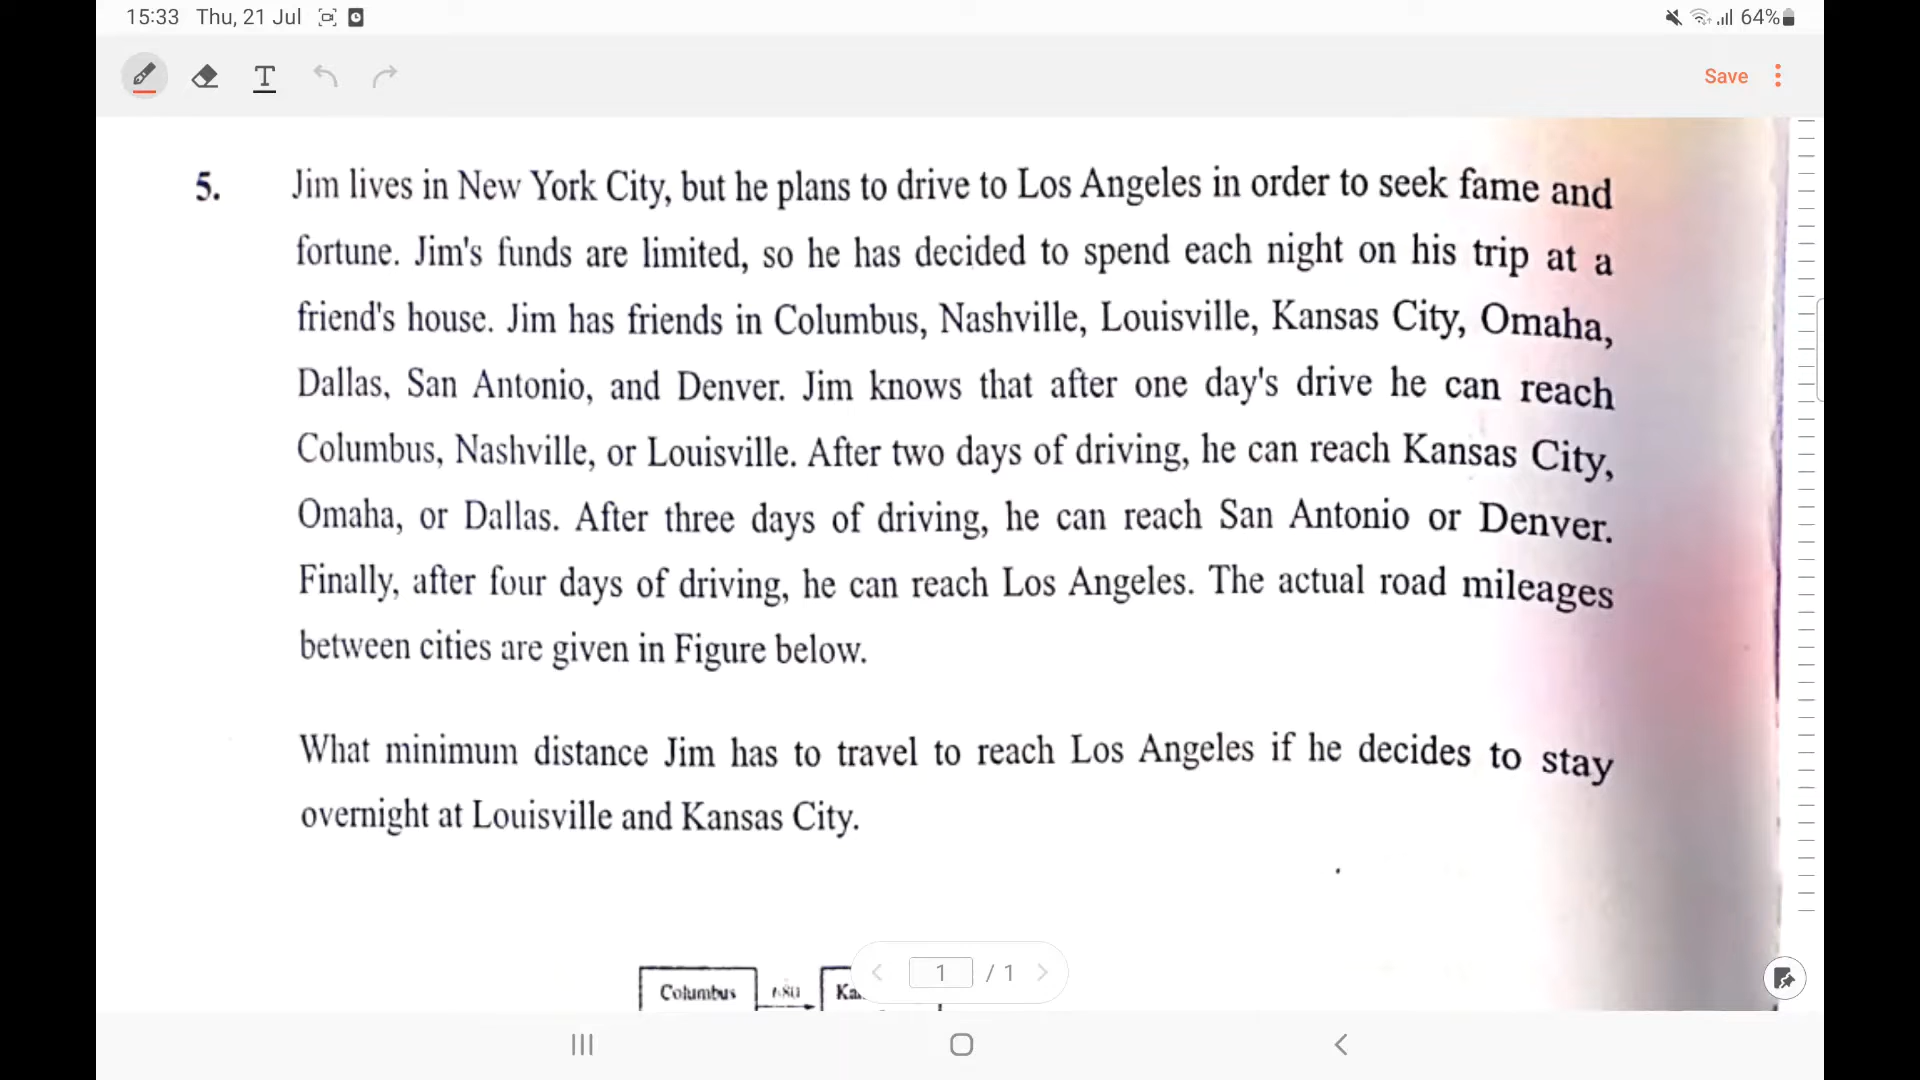 15:33 Thu, 21 Jul
64%
T
Save
5. Jim lives in New York City, but he plans to drive to Los Angeles in order to seek fame and
fortune. Jim's funds are limited, so he has decided to spend each night on his trip at a
friend's house. Jim has friends in Columbus, Nashville, Louisville, Kansas City, Omaha,
Dallas, San Antonio, and Denver. Jim knows that after one day's drive he can reach
Columbus, Nashville, or Louisville. After two days of driving, he can reach Kansas City,
Omaha, or Dallas. After three days of driving, he can reach San Antonio or Denver.
Finally, after four days of driving, he can reach Los Angeles. The actual road mileages
between cities are given in Figure below.
What minimum distance Jim has to travel to reach Los Angeles if he decides to stay
overnight at Louisville and Kansas City.
Columbus
1 / 1